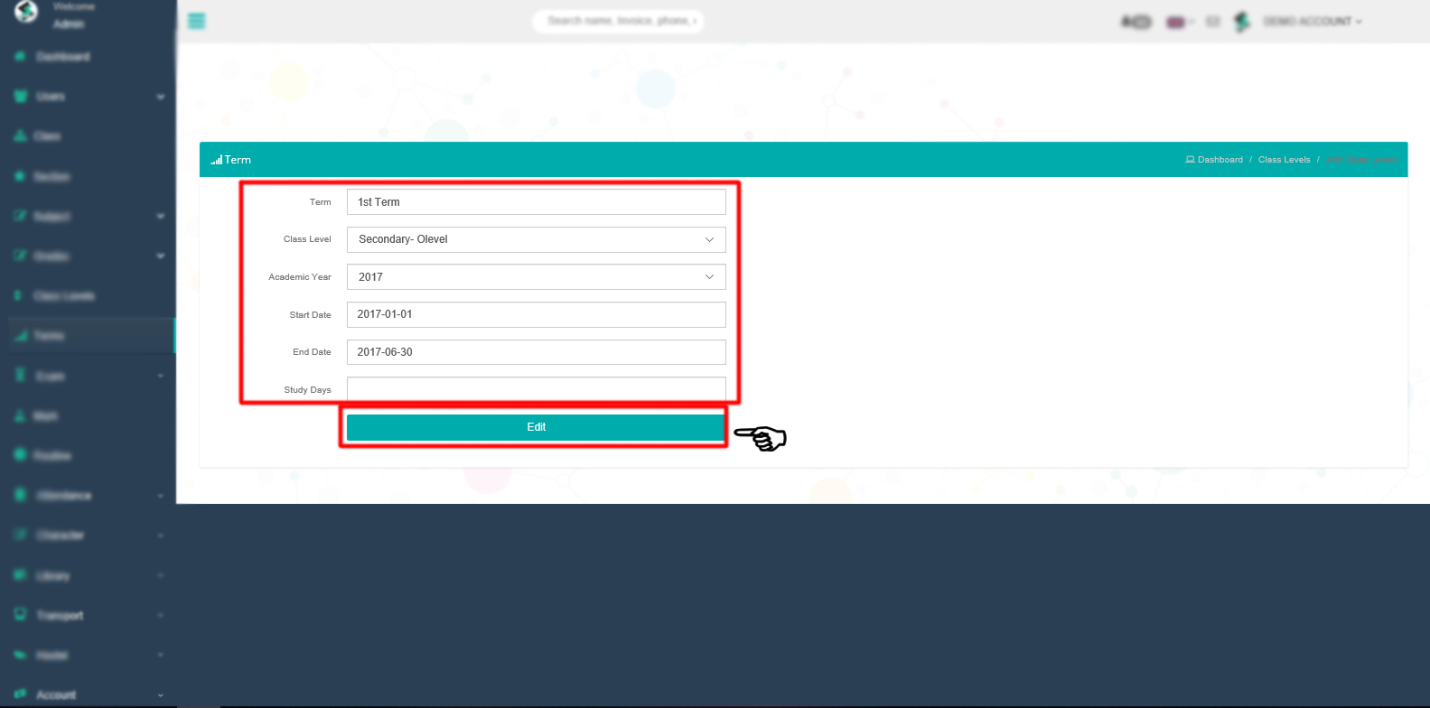 Welcome
Admin
Dashboard
Users
Class
Section
Subject
Grades
Class Levels
Terms
Exam
Mark
Routine
Attendance
Character
Library
Transport
Hostel
Account
Search name, Invoice, phone,
DEMO ACCOUNT
Term
Dashboard / Class Levels /
Term 1st Term
Class Level Secondary- Olevel
Academic Year 2017
Start Date 2017-01-01
End Date 2017-06-30
Study Days
Edit